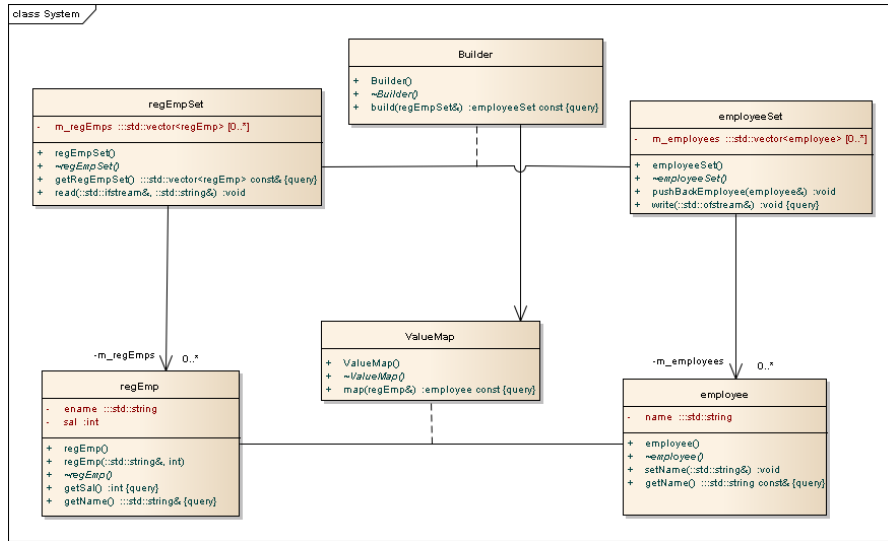 class System
Builder
+ Builder()
+ ~Builder()
+ build(regEmpSet&) :employeeSet const {query}
regEmpSet
- m_regEmps :::std::vector<regEmp> [0..*]
+ regEmpSet()
+ ~regEmpSet()
+ getRegEmpSet() :::std::vector<regEmp> const& {query}
+ read(::std::ifstream&, ::std::string&) :void
employeeSet
- m_employees :::std::vector<employee> [0..*]
+ employeeSet()
+ ~employeeSet()
+ pushBackEmployee(employee&) :void
+ write(::std::ofstream&) :void {query}
-m_regEmps 0..*
ValueMap
+ ValueMap()
+ ~ValueMap()
+ map(regEmp&) :employee const {query}
-m_employees 0..*
regEmp
- ename :::std::string
- sal :int
+ regEmp()
+ regEmp(::std::string&, int)
+ ~regEmp()
+ getSal() :int {query}
+ getName() :::std::string& {query}
employee
- name :::std::string
+ employee()
+ ~employee()
+ setName(::std::string&) :void
+ getName() :::std::string const& {query}